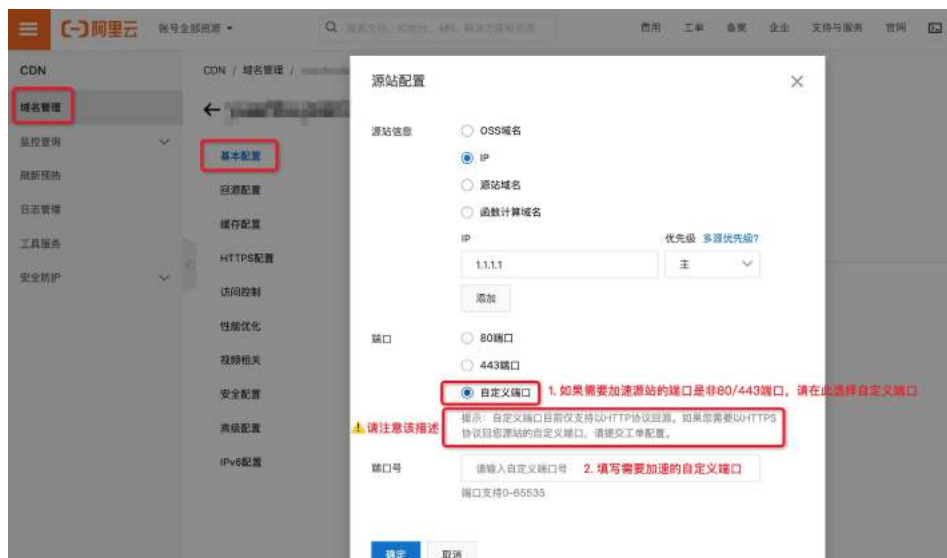 (-)阿里云 账号全部资源 费用 工单 备案 企业 支持与服务 官网
CDN
域名管理
监控查询
刷新预热
日志管理
工具服务
安全防护
CDN / 域名管理 /
基本配置
回源配置
缓存配置
HTTPS配置
访问控制
性能优化
视频相关
安全配置
高级配置
IPv6配置
源站配置
源站信息
OSS域名
IP
源站域名
函数计算域名
IP 优先级 多源优先级?
1.1.1.1 主
添加
端口
80端口
443端口
自定义端口 1. 如果需要加速源站的端口是非80/443端口，请在此选择自定义端口
请注意该描述
提示：自定义端口目前仅支持以HTTP协议回源，如果您需要以HTTPS
协议回您源站的自定义端口，请提交工单配置。
端口号 请输入自定义端口号 2. 填写需要加速的自定义端口
端口支持0-65535
确定 取消